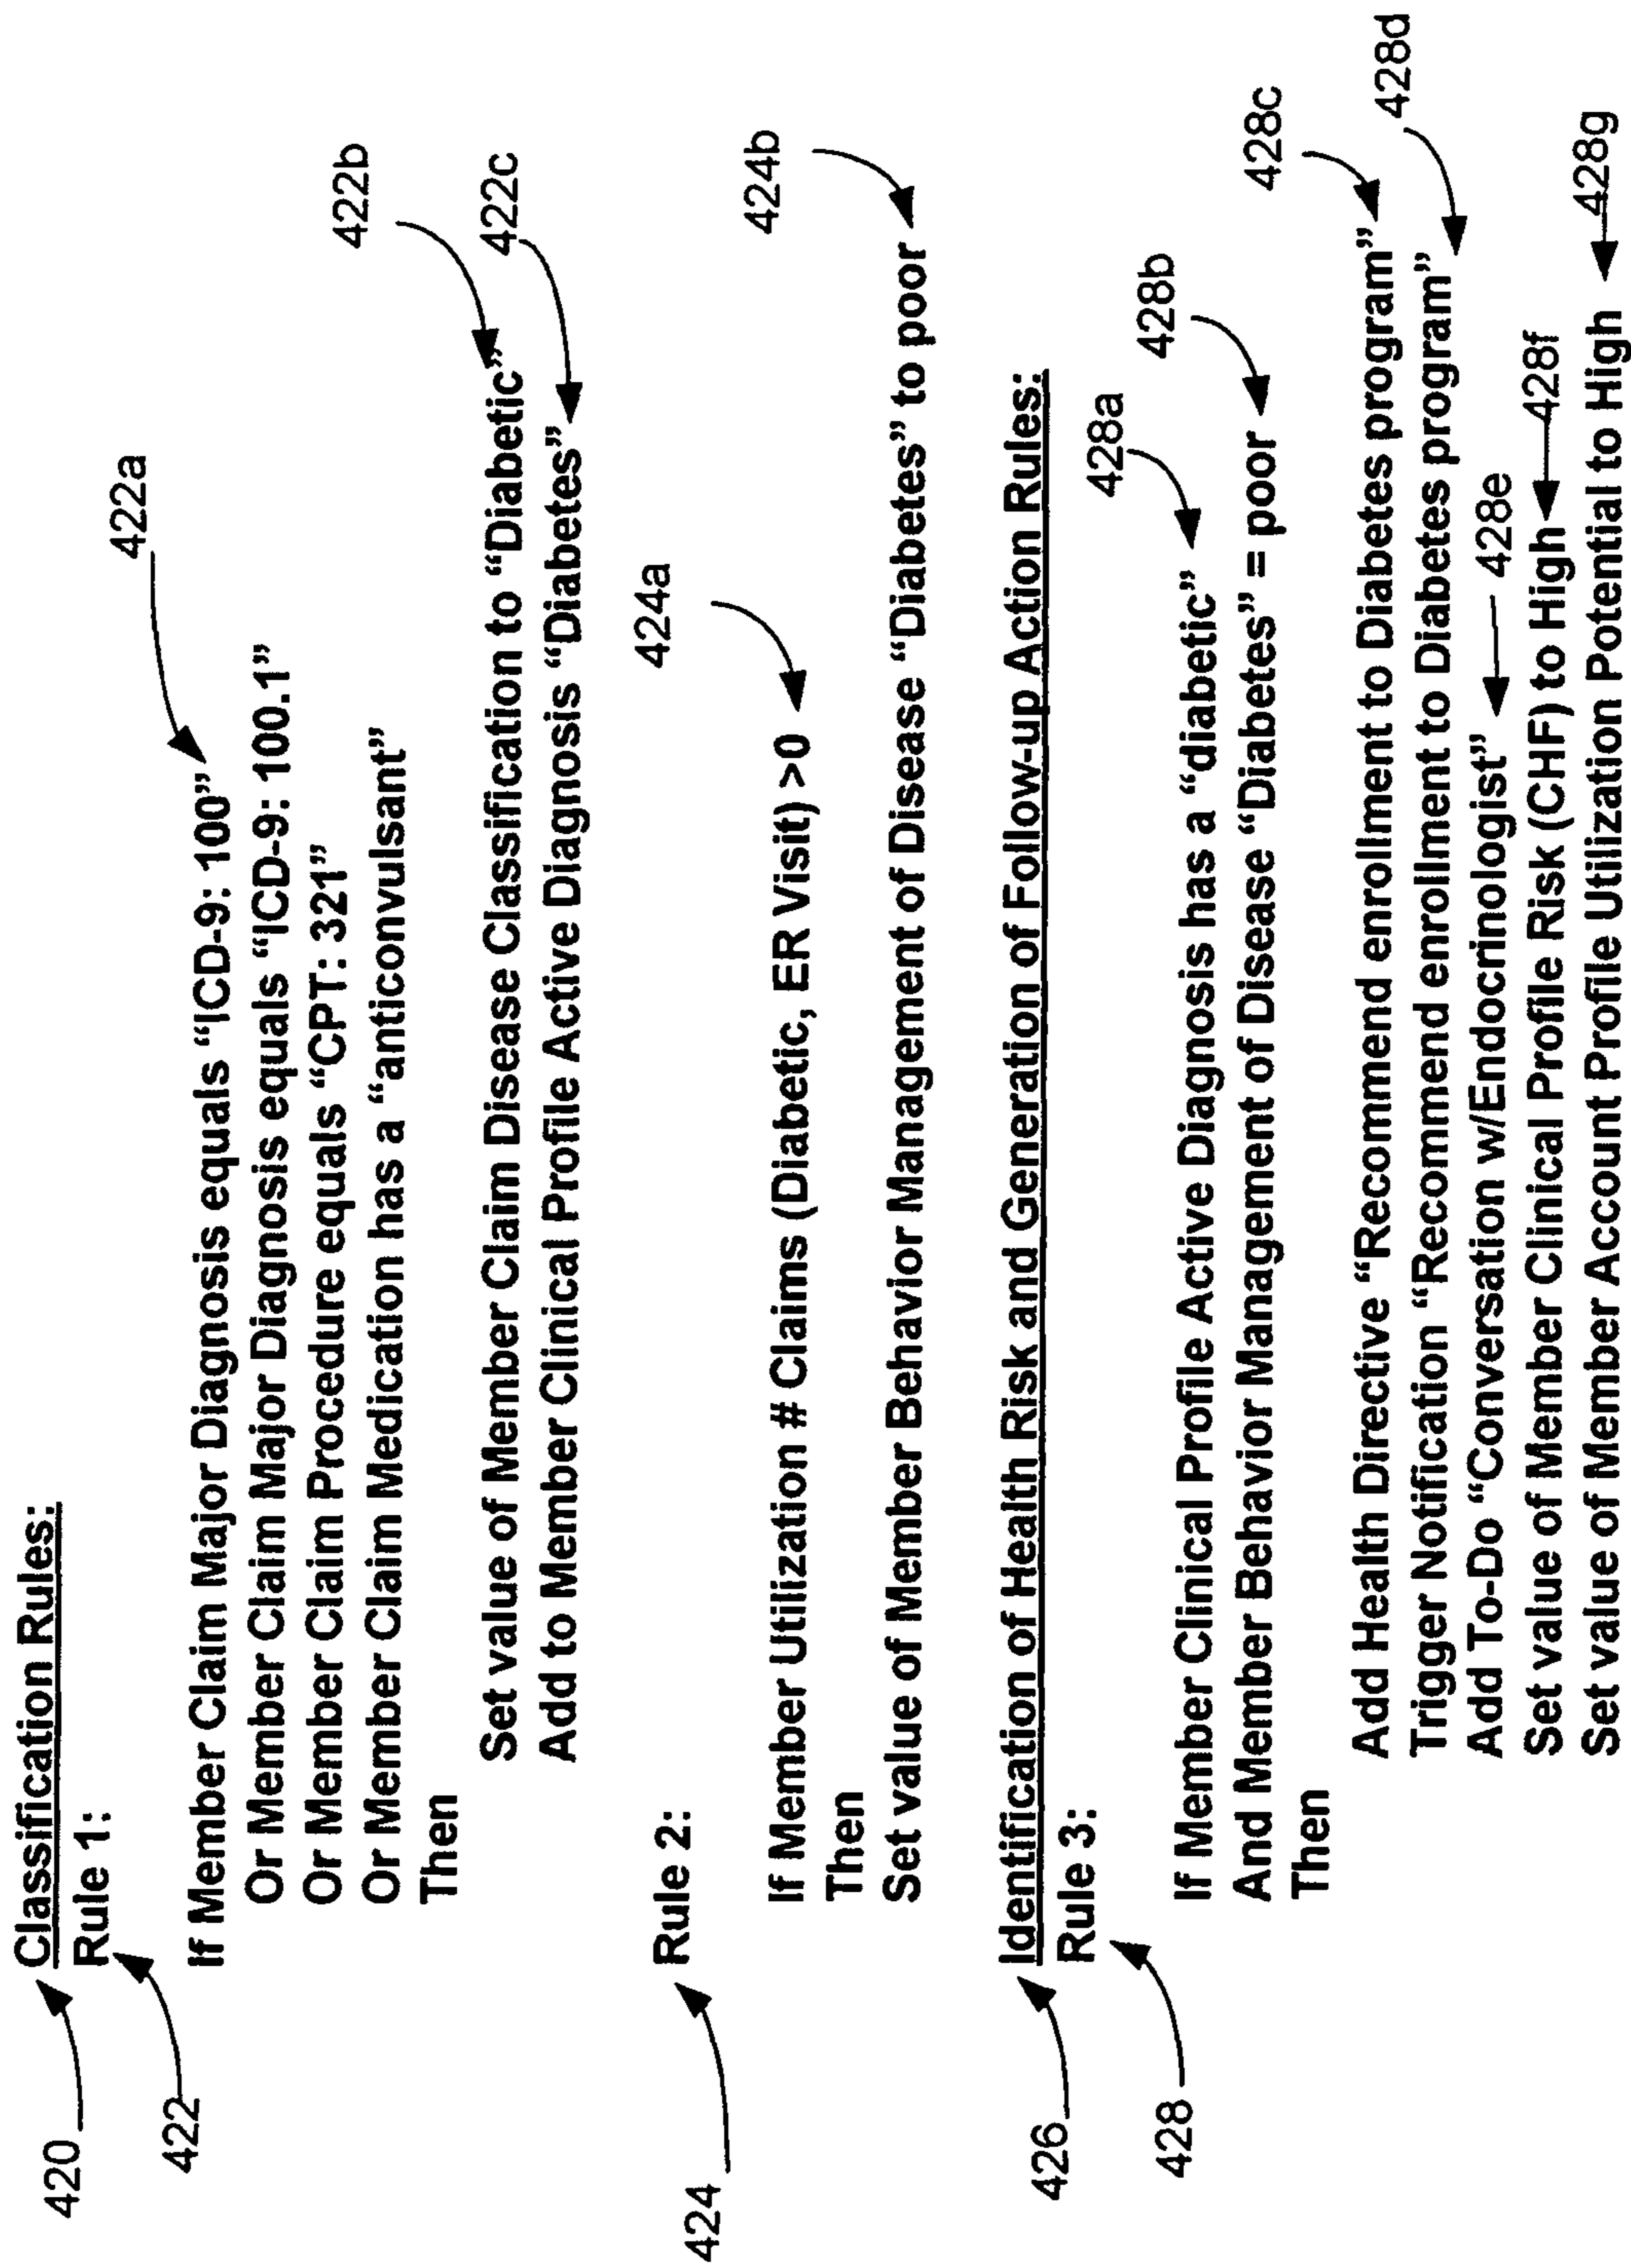 420
Classification Rules:
422
Rule 1:
422a
If Member Claim Major Diagnosis equals “ICD-9: 100”
Or Member Claim Major Diagnosis equals “ICD-9: 100.1”
Or Member Claim Procedure equals “CPT: 321”
Or Member Claim Medication has a “anticonvulsant”
Then
422b
Set value of Member Claim Disease Classification to “Diabetic”
422c
Add to Member Clinical Profile Active Diagnosis “Diabetes”
424
Rule 2:
424a
If Member Utilization # Claims (Diabetic, ER Visit) >0
Then
424b
Set value of Member Behavior Management of Disease “Diabetes” to poor
426
Identification of Health Risk and Generation of Follow-up Action Rules:
428
Rule 3:
428a
If Member Clinical Profile Active Diagnosis has a “diabetic”
428b
And Member Behavior Management of Disease “Diabetes” = poor
Then
428c
Add Health Directive “Recommend enrollment to Diabetes program”
428d
Trigger Notification “Recommend enrollment to Diabetes program”
Add To-Do “Conversation w/Endocrinologist” 428e
Set value of Member Clinical Profile Risk (CHF) to High 428f
Set value of Member Account Profile Utilization Potential to High 428g